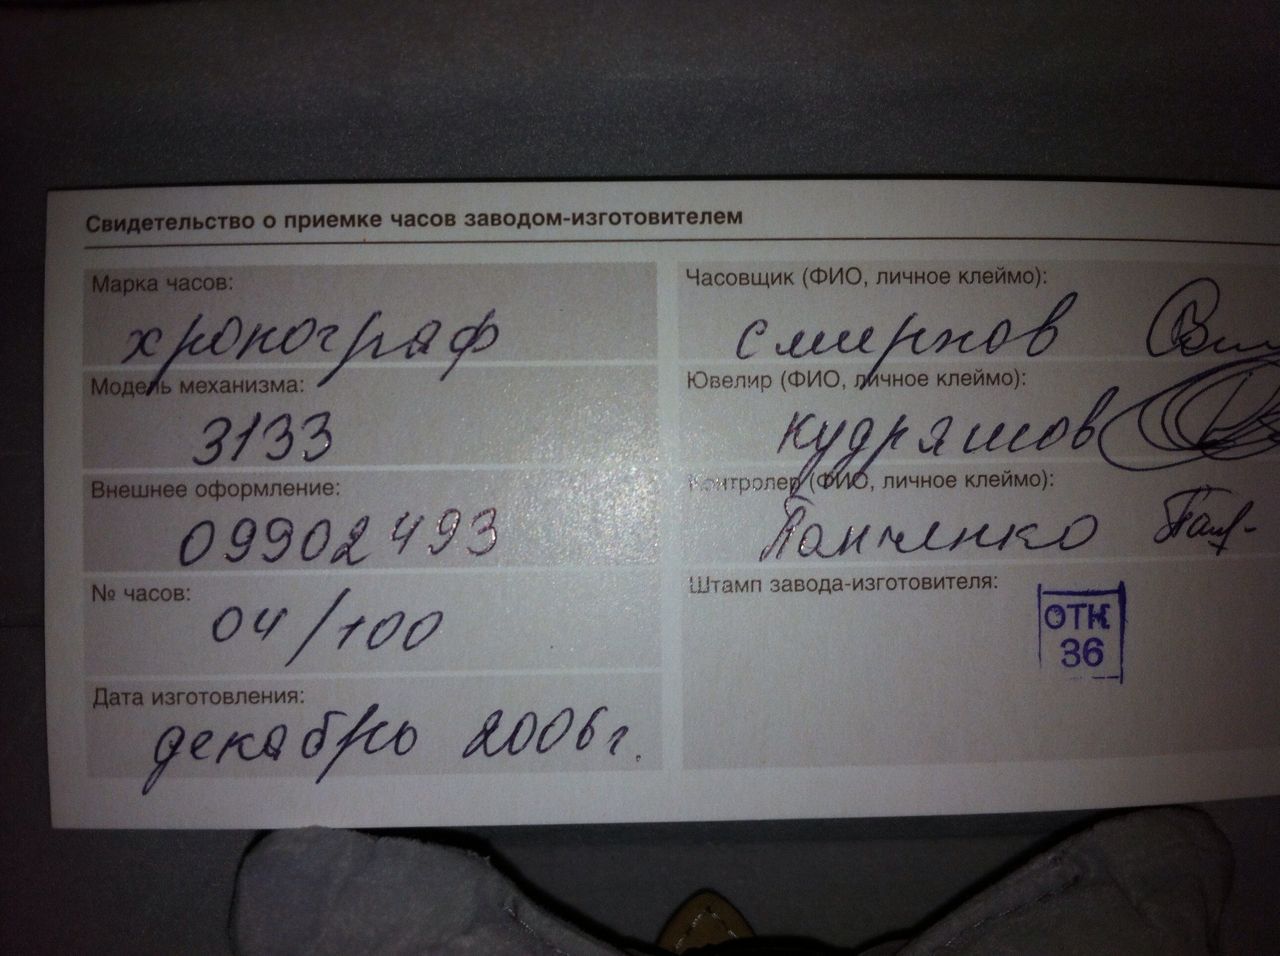 Свидетельство о приемке часов заводом-изготовителем
Марка часов:
хронограф
Модель механизма:
3133
Внешнее оформление:
09902493
№ часов:
04/100
Дата изготовления:
декабрь 2006г.
Часовщик (ФИО, личное клеймо):
Смирнов
Ювелир (ФИО, личное клеймо):
Кудряшов
Контролер (ФИО, личное клеймо):
Панченко
Штамп завода-изготовителя:
ОТК
36